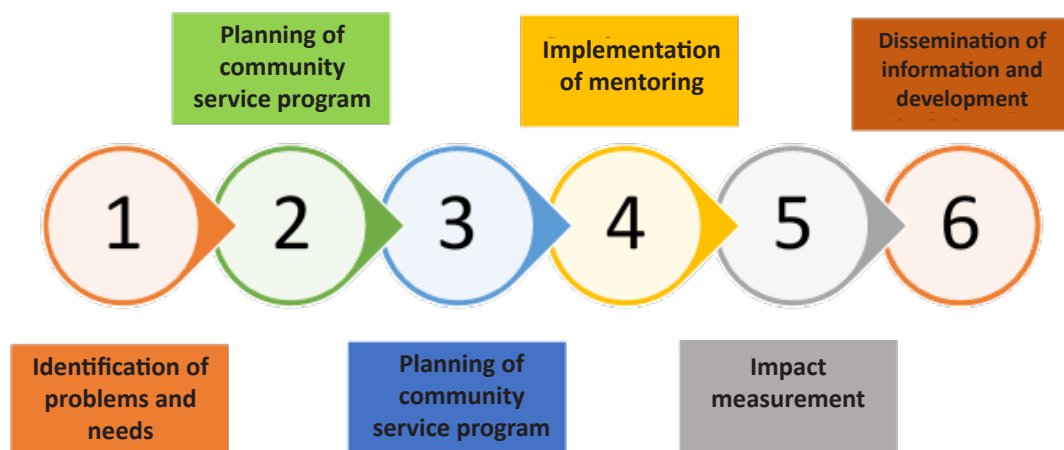 Planning of
community
service program
Implementation
of mentoring
Dissemination of
information and
development
1
2
3
4
5
6
Identification of
problems and
needs
Planning of
community
service program
Impact
measurement